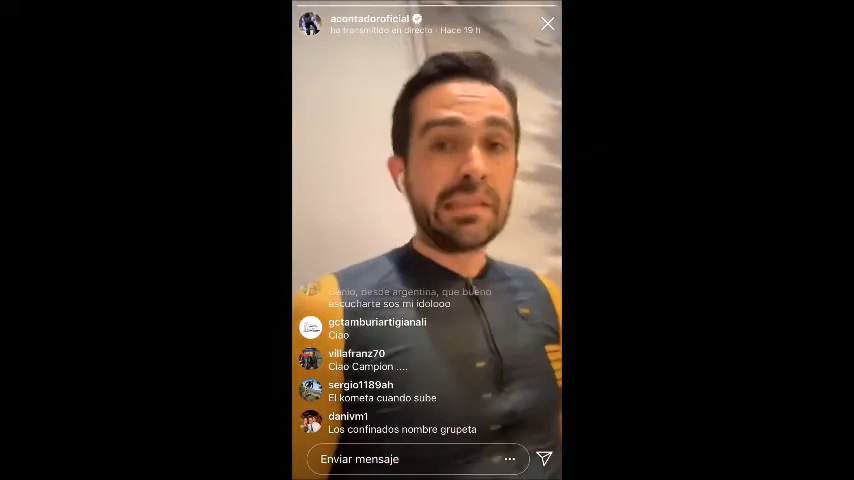 acontadoroficial
ha transmitido en directo · Hace 19 h
Genio, desde argentina, que bueno
escucharte sos mi idolooo
gctamburiartigianali
Ciao
villafranz70
Ciao Campion ....
sergio1189ah
El kometa cuando sube
danivm1
Los confinados nombre grupeta
Enviar mensaje